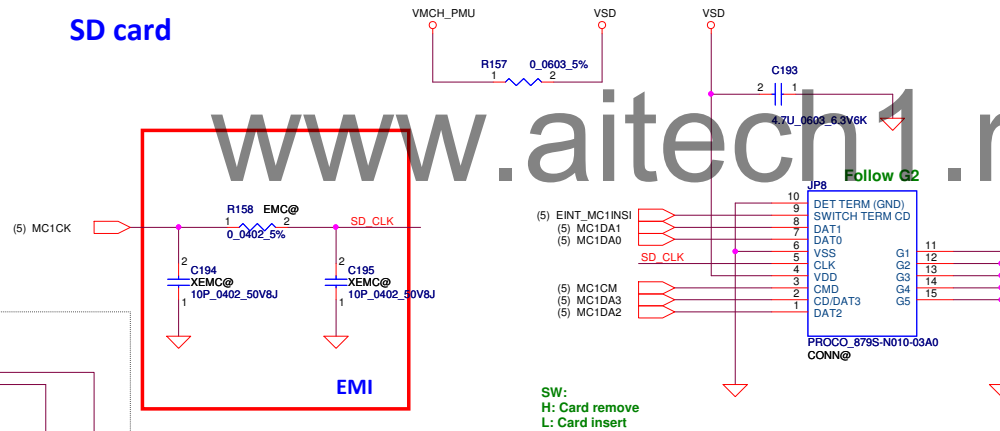 SD card
VMCH_PMU
VSD
R157 0_0603_5%
1 2
VSD
C193
2 1
4.7U_0603_6.3V6K
www.aitech1.r
Follow G2
JP8
(5) MC1CK
R158 EMC@
1 2
0_0402_5%
SD_CLK
2
C194
XEMC@
10P_0402_50V8J
1
2
C195
XEMC@
10P_0402_50V8J
1
EMI
10 DET TERM (GND)
(5) EINT_MC1INSI 9 SWITCH TERM CD
(5) MC1DA1 8 DAT1
(5) MC1DA0 7 DAT0
6 VSS G1 11
SD_CLK 5 CLK G2 12
4 VDD G3 13
(5) MC1CM 3 CMD G4 14
(5) MC1DA3 2 CD/DAT3 G5 15
(5) MC1DA2 1 DAT2
PROCO_879S-N010-03A0
CONN@
SW:
H: Card remove
L: Card insert